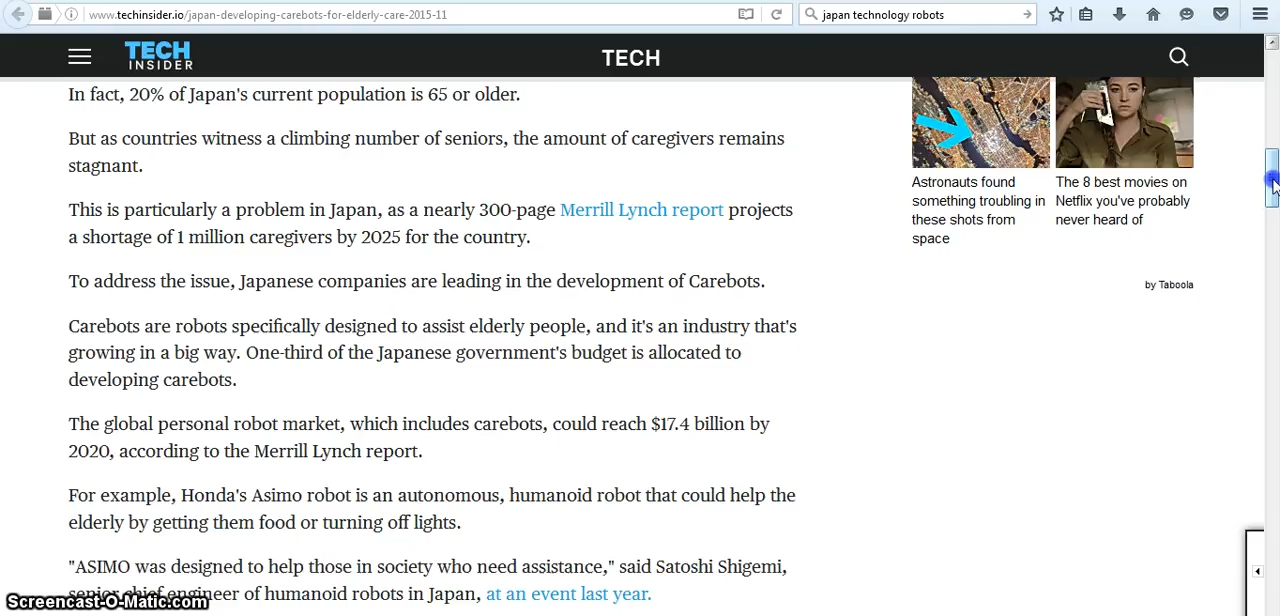 www.techinsider.io/japan-developing-carebots-for-elderly-care-2015-11
japan technology robots
TECH
INSIDER
TECH
In fact, 20% of Japan's current population is 65 or older.
But as countries witness a climbing number of seniors, the amount of caregivers remains
stagnant.
This is particularly a problem in Japan, as a nearly 300-page Merrill Lynch report projects
a shortage of 1 million caregivers by 2025 for the country.
To address the issue, Japanese companies are leading in the development of Carebots.
Carebots are robots specifically designed to assist elderly people, and it's an industry that's
growing in a big way. One-third of the Japanese government's budget is allocated to
developing carebots.
The global personal robot market, which includes carebots, could reach $17.4 billion by
2020, according to the Merrill Lynch report.
For example, Honda's Asimo robot is an autonomous, humanoid robot that could help the
elderly by getting them food or turning off lights.
"ASIMO was designed to help those in society who need assistance," said Satoshi Shigemi,
senior chief engineer of humanoid robots in Japan, at an event last year.
Astronauts found
something troubling in
these shots from
space
The 8 best movies on
Netflix you've probably
never heard of
by Taboola
Screencast-O-Matic.com